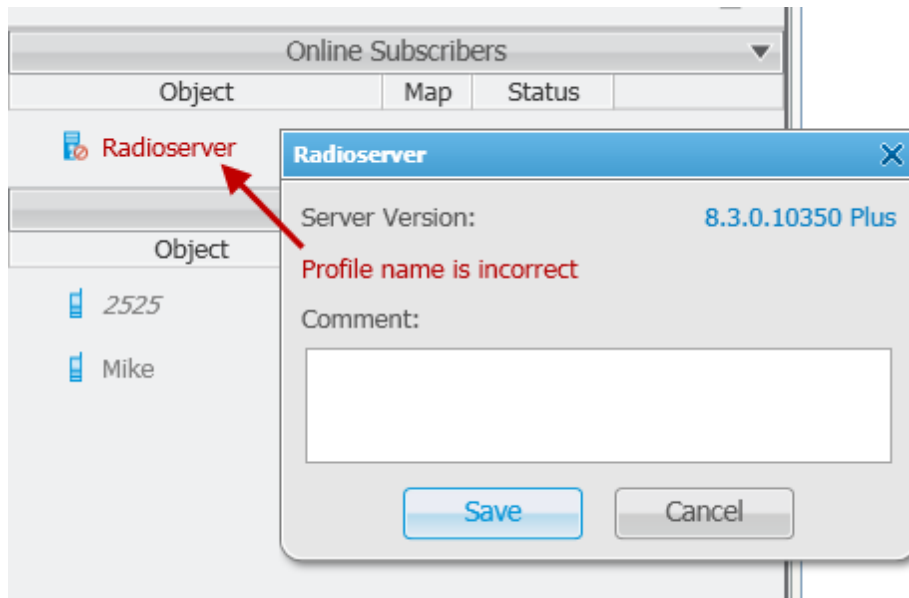 Online Subscribers
Object Map Status
Radioserver
Radioserver
Server Version: 8.3.0.10350 Plus
Profile name is incorrect
Comment:
Save Cancel
Object
2525
Mike